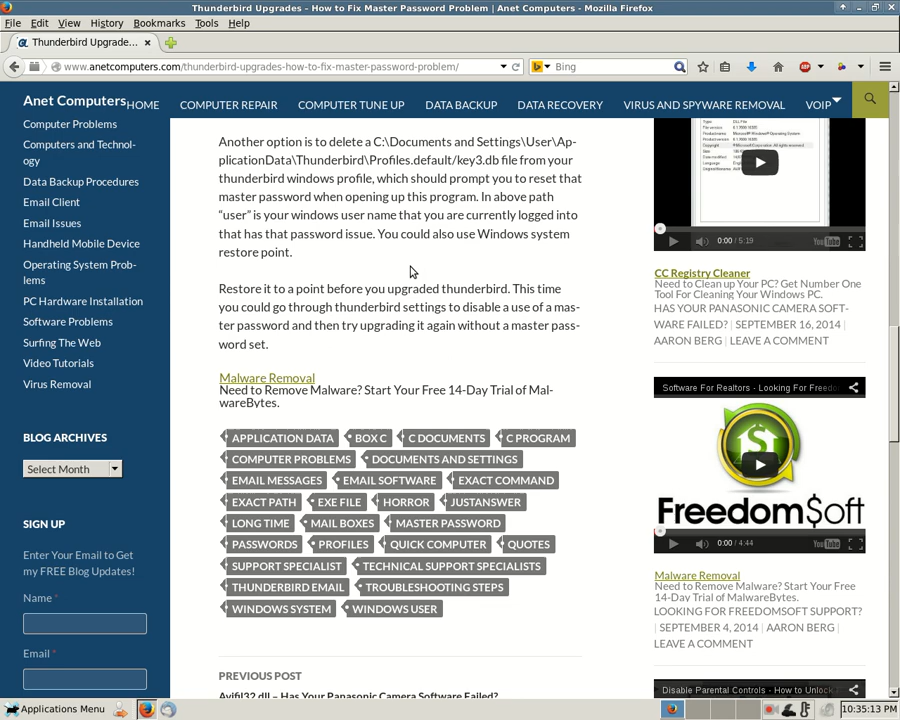 Thunderbird Upgrades – How to Fix Master Password Problem | Anet Computers - Mozilla Firefox
File Edit View History Bookmarks Tools Help
Thunderbird Upgrade...
www.anetcomputers.com/thunderbird-upgrades-how-to-fix-master-password-problem/
Bing
Anet Computers
HOME COMPUTER REPAIR COMPUTER TUNE UP DATA BACKUP DATA RECOVERY VIRUS AND SPYWARE REMOVAL VOIP
Computer Problems
Computers and Technol-
ogy
Data Backup Procedures
Email Client
Email Issues
Handheld Mobile Device
Operating System Prob-
lems
PC Hardware Installation
Software Problems
Surfing The Web
Video Tutorials
Virus Removal
BLOG ARCHIVES
Select Month
SIGN UP
Enter Your Email to Get
my FREE Blog Updates!
Name *
Email *
Another option is to delete a C:\Documents and Settings\User\Ap-
plicationData\Thunderbird\Profiles.default/key3.db file from your
thunderbird windows profile, which should prompt you to reset that
master password when opening up this program. In above path
“user” is your windows user name that you are currently logged into
that has that password issue. You could also use Windows system
restore point.
Restore it to a point before you upgraded thunderbird. This time
you could go through thunderbird settings to disable a use of a mas-
ter password and then try upgrading it again without a master pass-
word set.
Malware Removal
Need to Remove Malware? Start Your Free 14-Day Trial of Mal-
wareBytes.
APPLICATION DATA BOX C C DOCUMENTS C PROGRAM
COMPUTER PROBLEMS DOCUMENTS AND SETTINGS
EMAIL MESSAGES EMAIL SOFTWARE EXACT COMMAND
EXACT PATH EXE FILE HORROR JUSTANSWER
LONG TIME MAIL BOXES MASTER PASSWORD
PASSWORDS PROFILES QUICK COMPUTER QUOTES
SUPPORT SPECIALIST TECHNICAL SUPPORT SPECIALISTS
THUNDERBIRD EMAIL TROUBLESHOOTING STEPS
WINDOWS SYSTEM WINDOWS USER
PREVIOUS POST
Avifil32.dll – Has Your Panasonic Camera Software Failed?
0:00 / 5:19
YouTube
CC Registry Cleaner
Need to Clean up Your PC? Get Number One
Tool For Cleaning Your Windows PC.
HAS YOUR PANASONIC CAMERA SOFT-
WARE FAILED? | SEPTEMBER 16, 2014 |
AARON BERG | LEAVE A COMMENT
Software For Realtors - Looking For Freedo
Freedom$oft
0:00 / 4:44
YouTube
Malware Removal
Need to Remove Malware? Start Your Free
14-Day Trial of MalwareBytes.
LOOKING FOR FREEDOMSOFT SUPPORT?
| SEPTEMBER 4, 2014 | AARON BERG |
LEAVE A COMMENT
Disable Parental Controls - How to Unlock
Applications Menu
10:35:13 PM